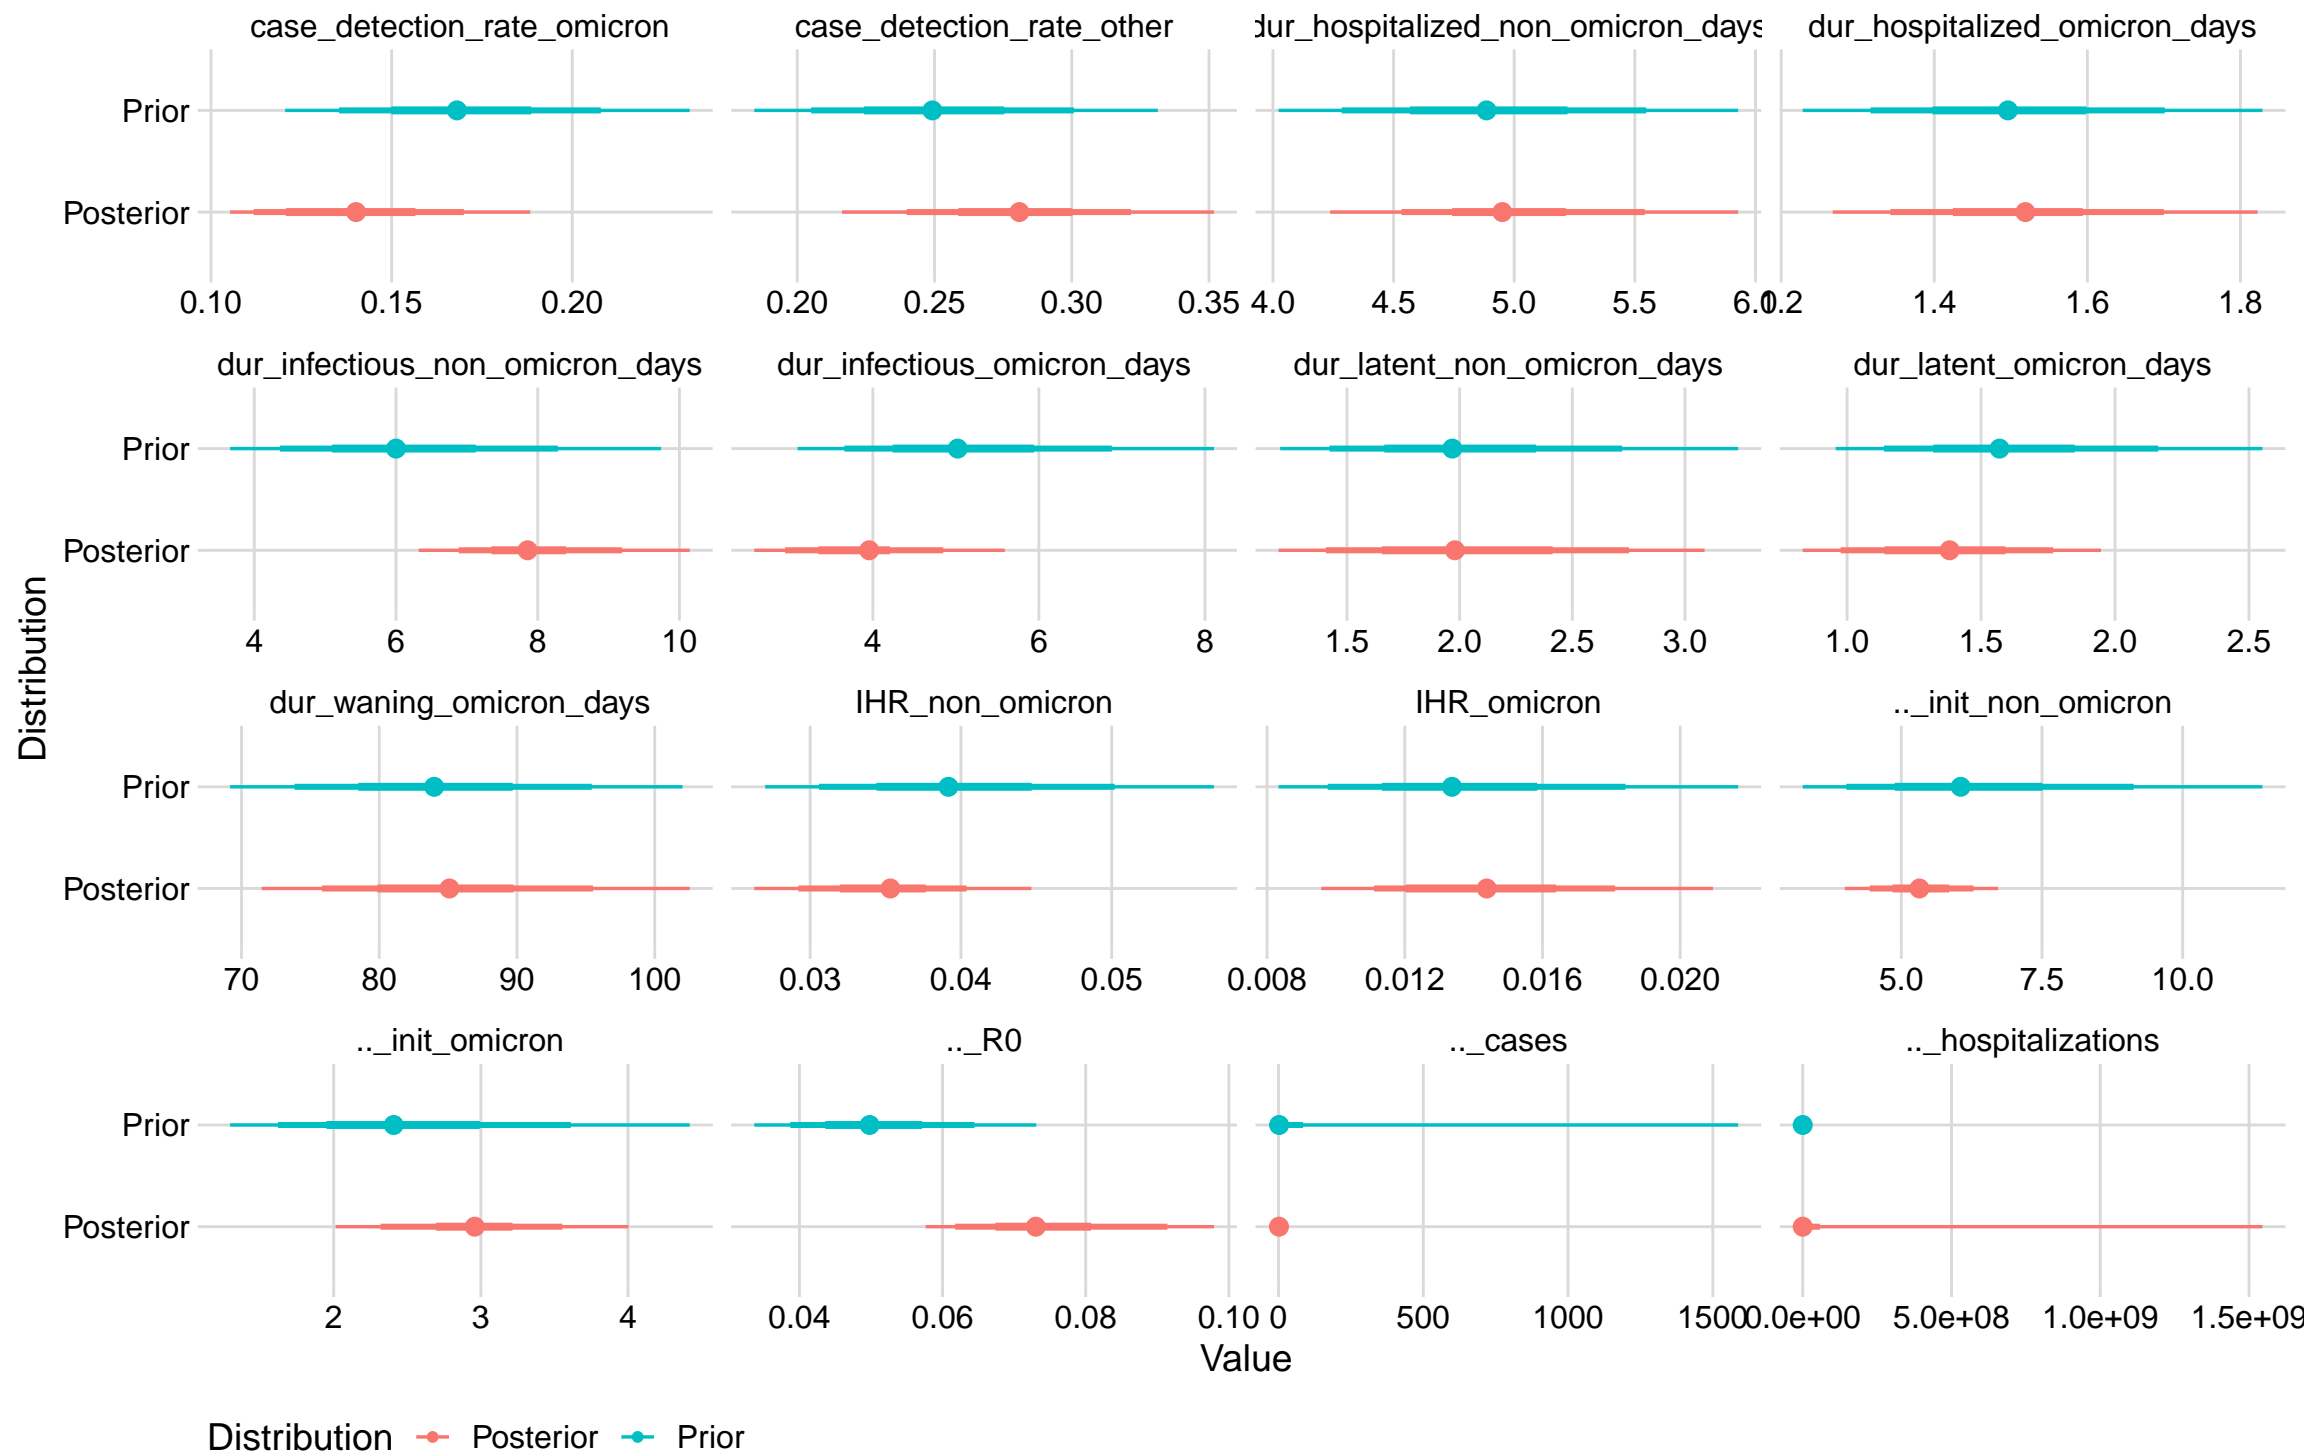 case_detection_rate_omicron case_detection_rate_other dur_hospitalized_non_omicron_days dur_hospitalized_omicron_days
Prior
Posterior
0.10 0.15 0.20 0.20 0.25 0.30 0.35 4.0 4.5 5.0 5.5 6.0 1.2 1.4 1.6 1.8
dur_infectious_non_omicron_days dur_infectious_omicron_days dur_latent_non_omicron_days dur_latent_omicron_days
Prior
Posterior
4 6 8 10 4 6 8 1.5 2.0 2.5 3.0 1.0 1.5 2.0 2.5
Distribution
dur_waning_omicron_days IHR_non_omicron IHR_omicron .._init_non_omicron
Prior
Posterior
70 80 90 100 0.03 0.04 0.05 0.008 0.012 0.016 0.020 5.0 7.5 10.0
.._init_omicron .._R0 .._cases .._hospitalizations
Prior
Posterior
2 3 4 0.04 0.06 0.08 0.10 0 500 1000 1500 0.0e+00 5.0e+08 1.0e+09 1.5e+09
Value
Distribution Posterior Prior